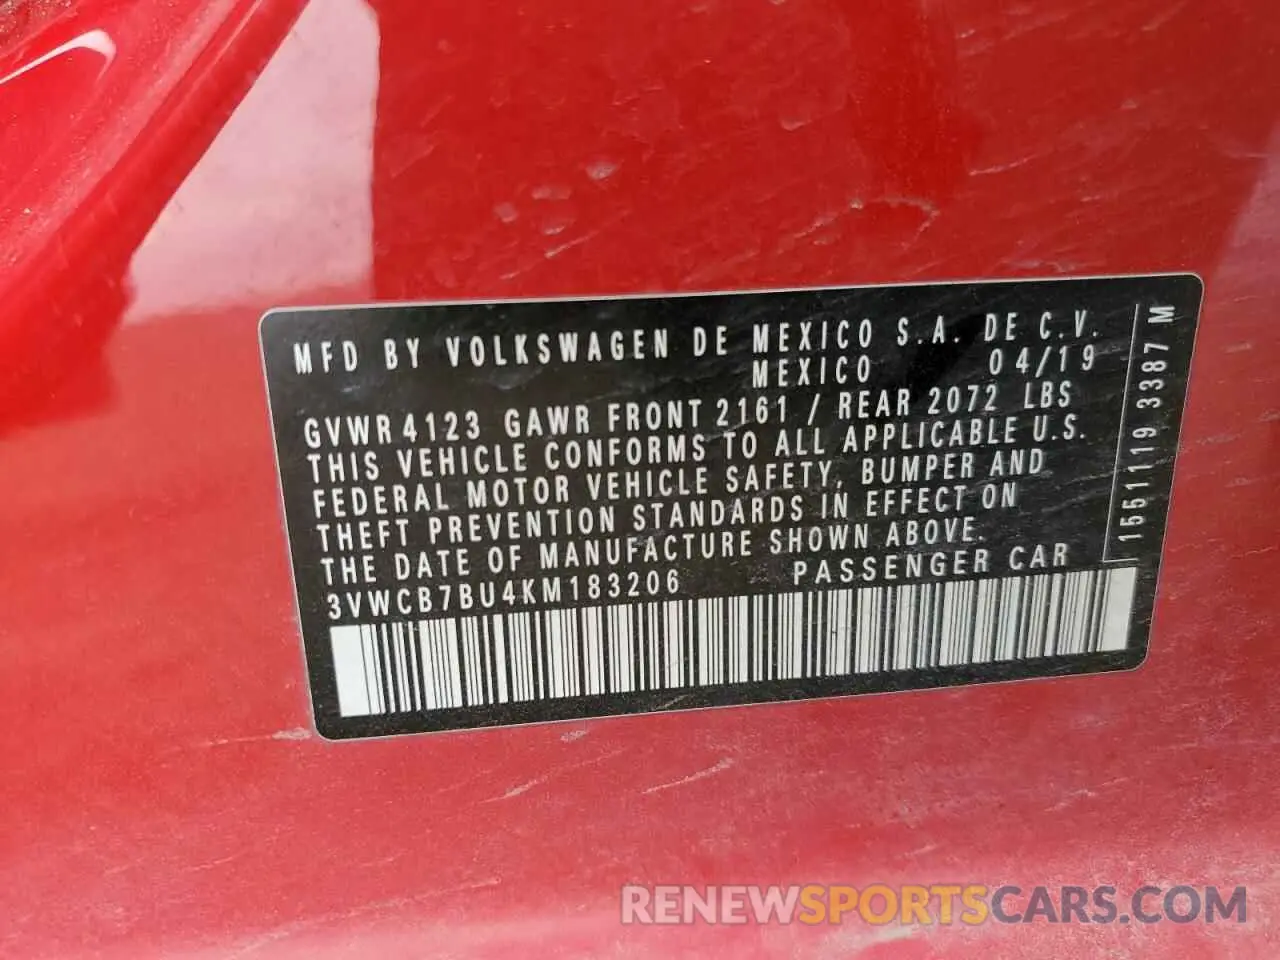 MFD BY VOLKSWAGEN DE MEXICO S.A. DE C.V.
MEXICO 04/19
GVWR 4123 GAWR FRONT 2161 / REAR 2072 LBS
THIS VEHICLE CONFORMS TO ALL APPLICABLE U.S.
FEDERAL MOTOR VEHICLE SAFETY, BUMPER AND
THEFT PREVENTION STANDARDS IN EFFECT ON
THE DATE OF MANUFACTURE SHOWN ABOVE.
3VWCB7BU4KM183206 PASSENGER CAR
1551119 3387 M
RENEWSPORTSCARS.COM